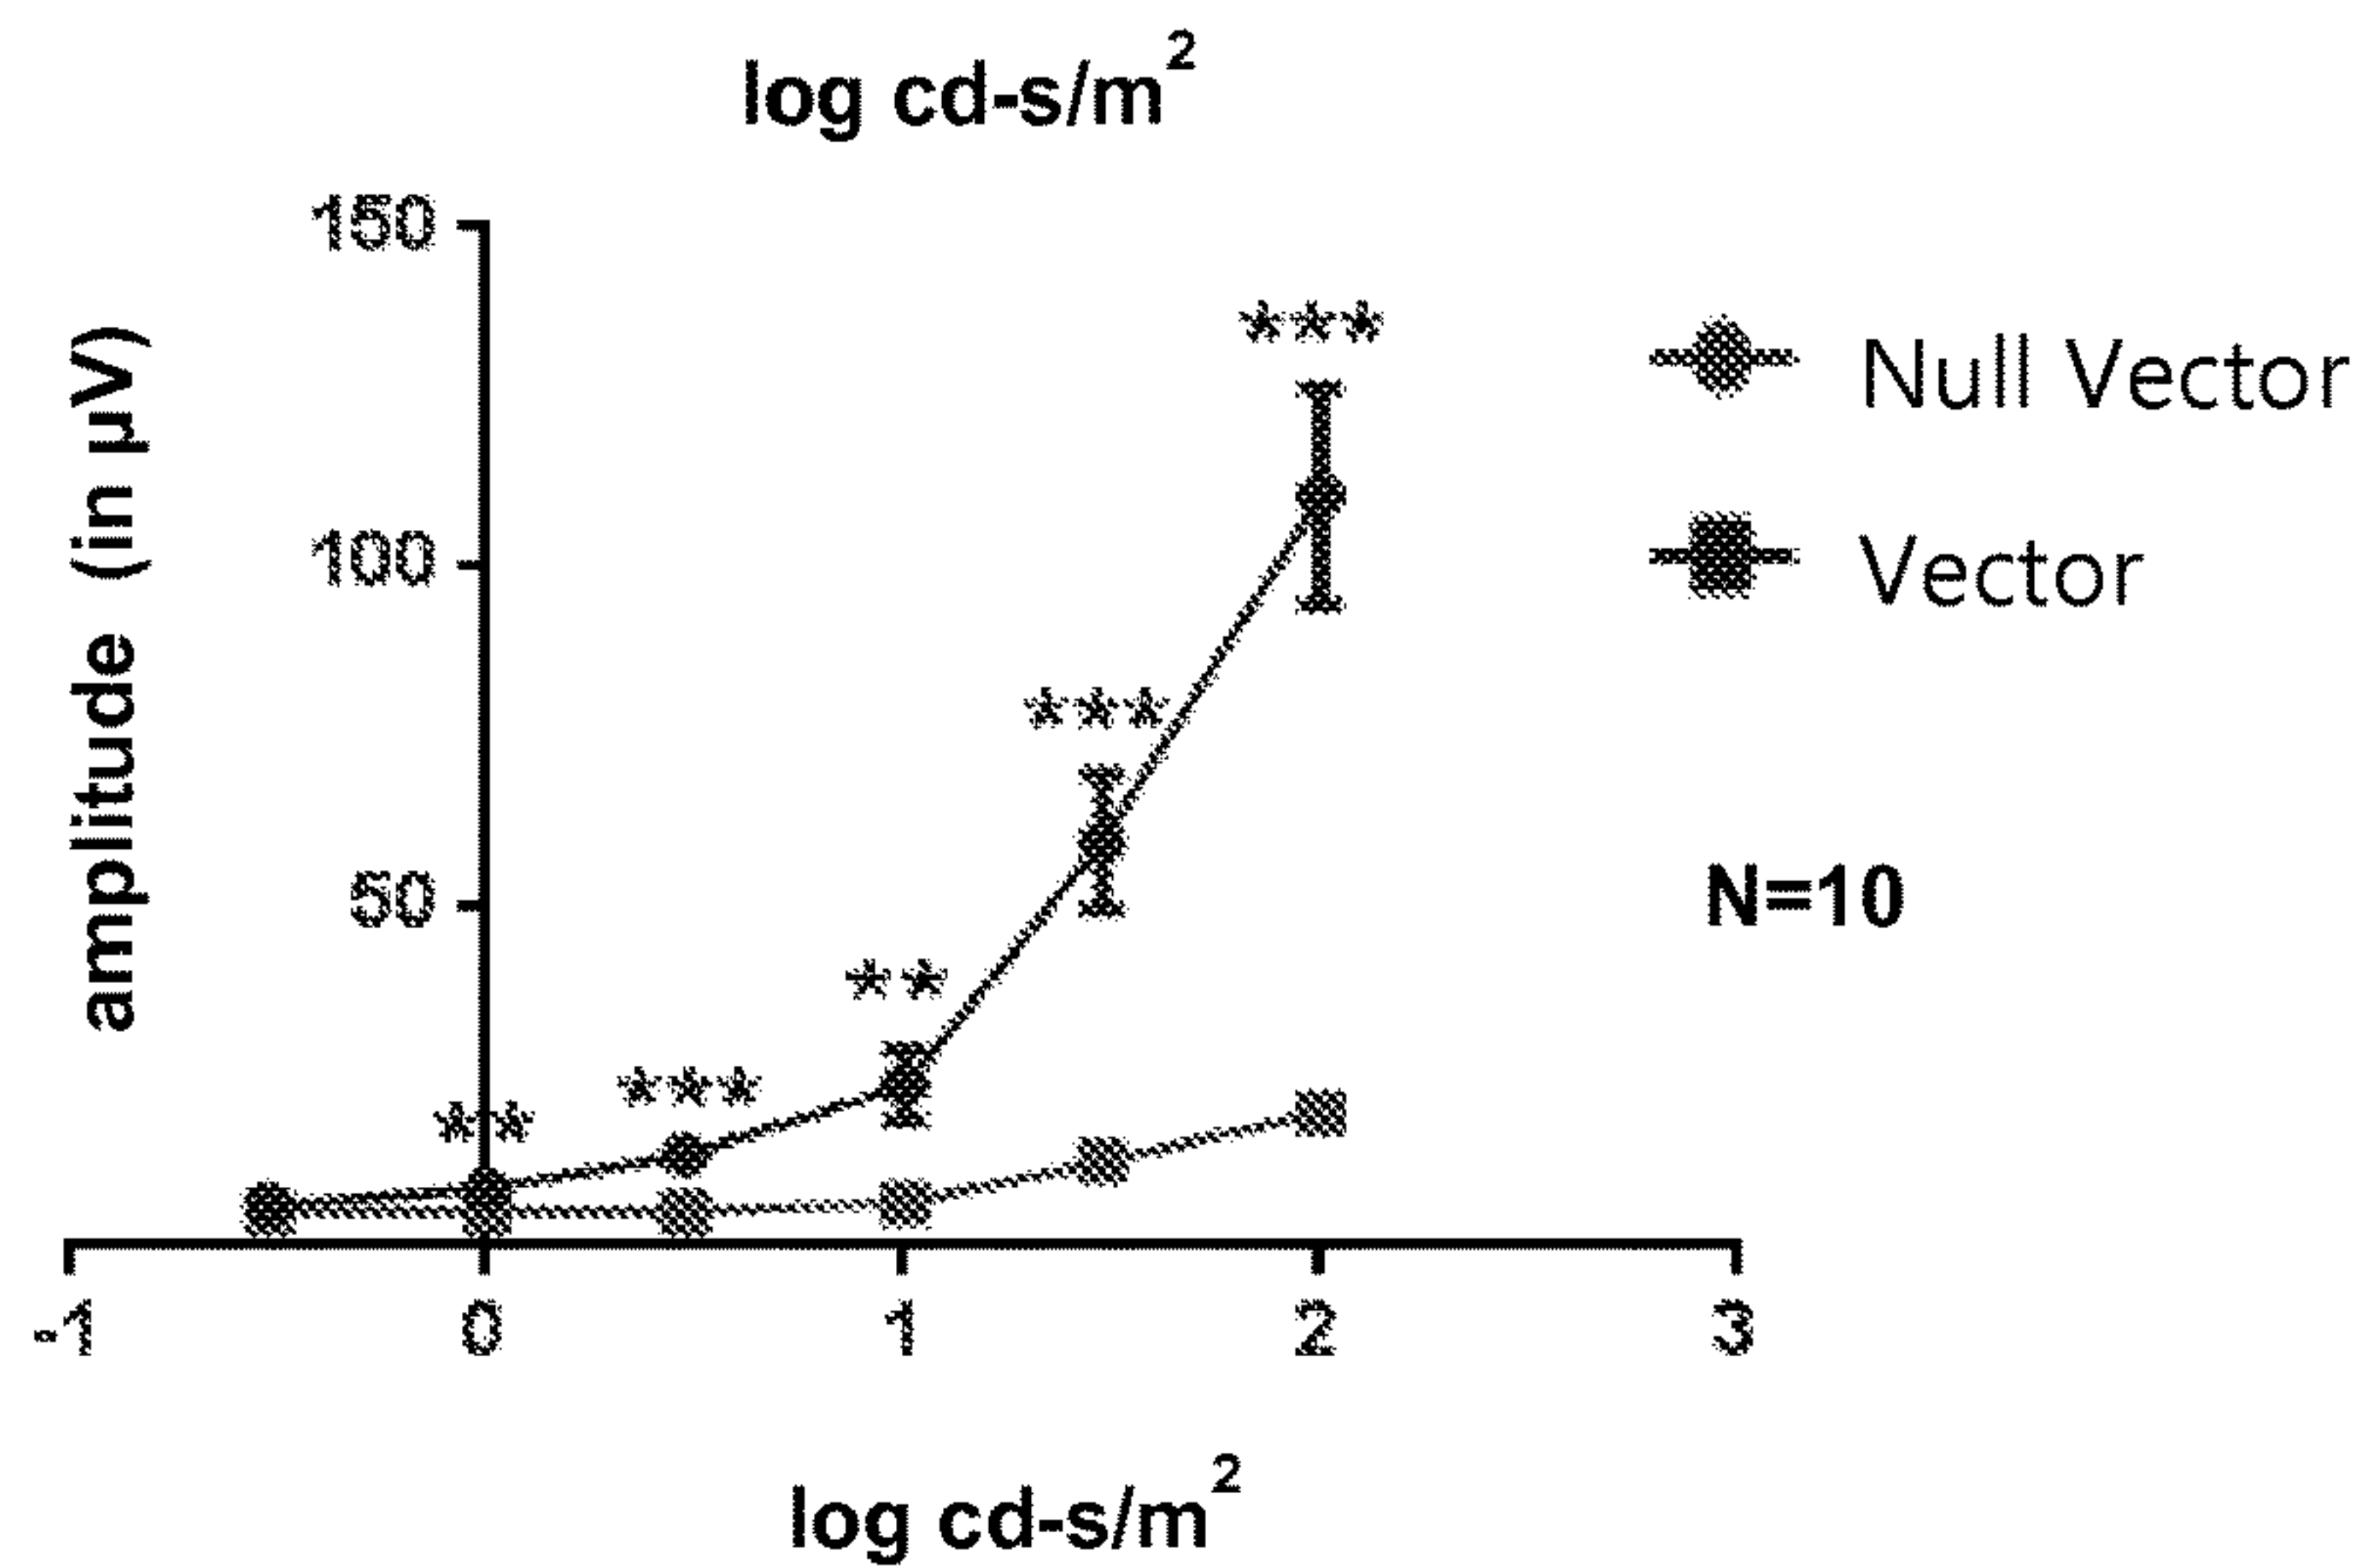 log cd-s/m²
150
100
50
amplitude (in µV)
***
***
**
***
**
Null Vector
Vector
N=10
-1 0 1 2 3
log cd-s/m²